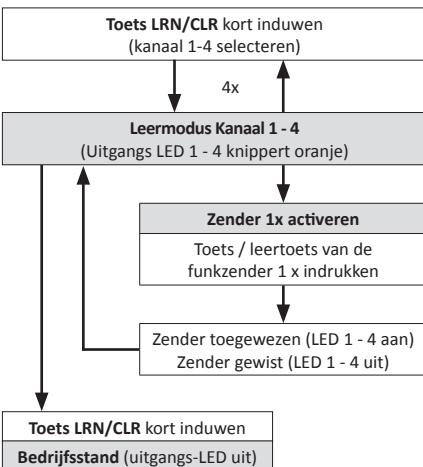 Toets LRN/CLR kort induwen
(kanaal 1-4 selecteren)
4x
Leermodus Kanaal 1 - 4
(Uitgangs LED 1 - 4 knippert oranje)
Zender 1x activeren
Toets / leertoets van de
funkzender 1 x indrukken
Zender toegewezen (LED 1 - 4 aan)
Zender gewist (LED 1 - 4 uit)
Toets LRN/CLR kort induwen
Bedrijfsstand (uitgangs-LED uit)